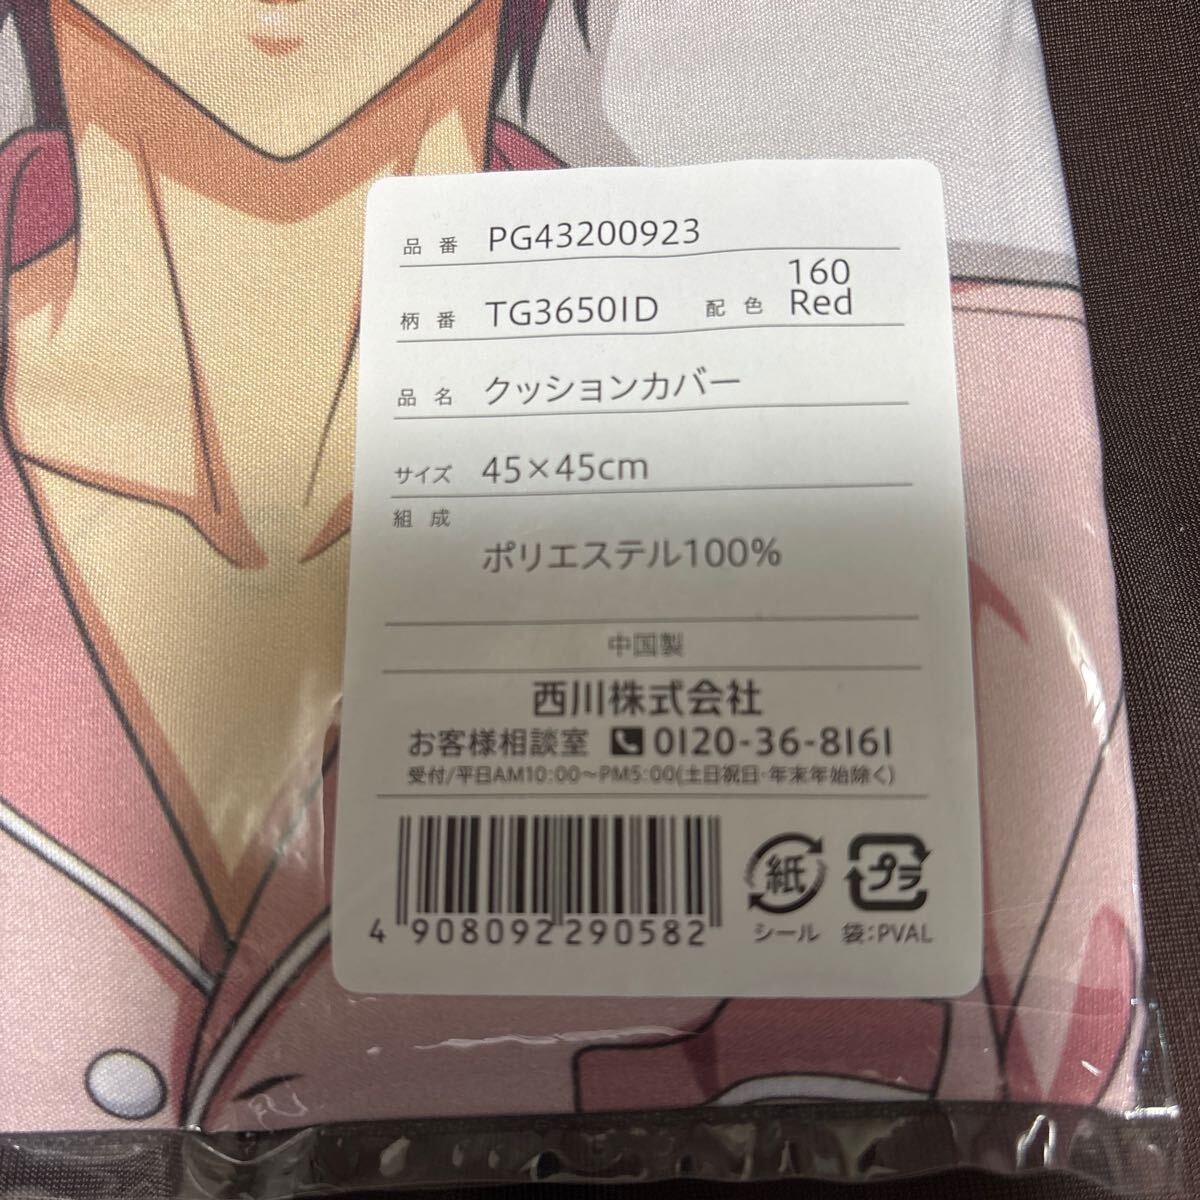 品番 PG43200923
柄番 TG3650ID 配色 160 Red
品名 クッションカバー
サイズ 45×45cm
組成
ポリエステル100%
中国製
西川株式会社
お客様相談室 0120-36-8161
受付/平日AM10:00〜PM5:00(土日祝日・年末年始除く)
4 908092 290582
紙 プラ
シール 袋:PVAL